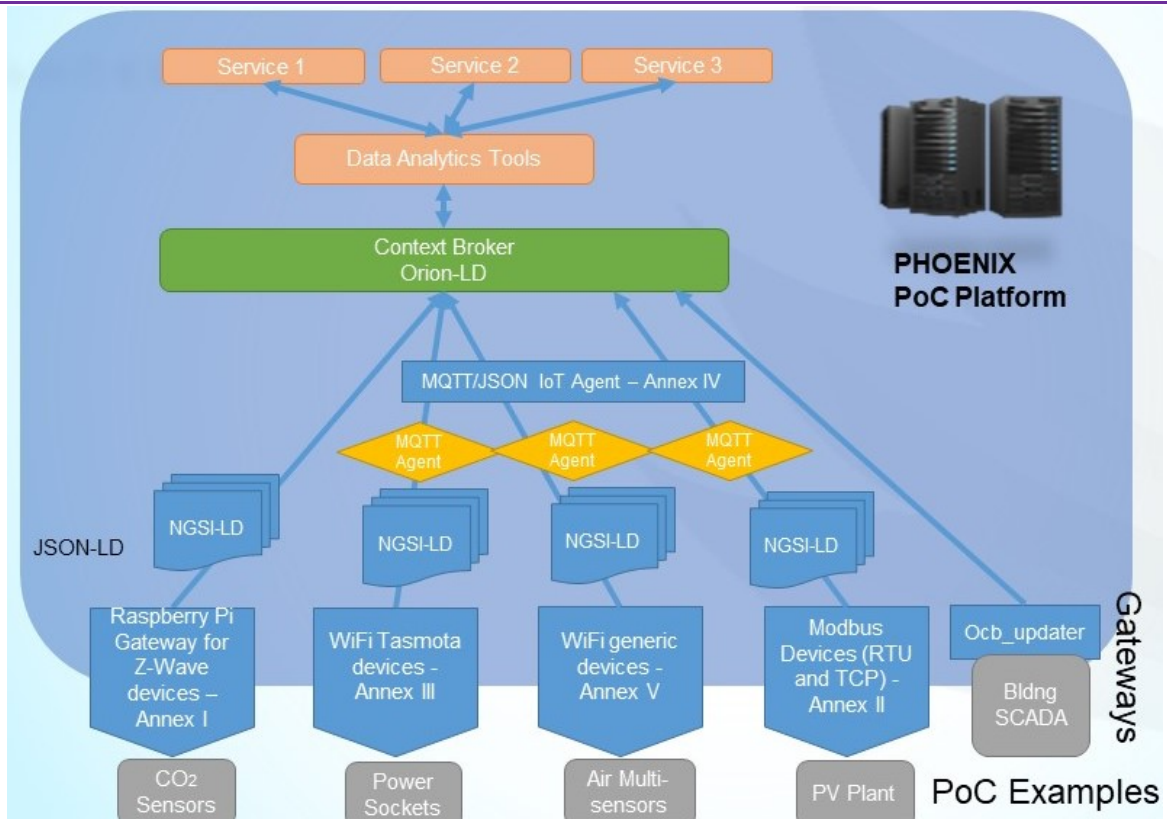 Service 1
Service 2
Service 3
Data Analytics Tools
Context Broker
Orion-LD
PHOENIX
PoC Platform
MQTT/JSON IoT Agent – Annex IV
MQTT
Agent
MQTT
Agent
MQTT
Agent
JSON-LD
NGSI-LD
NGSI-LD
NGSI-LD
NGSI-LD
Raspberry Pi
Gateway for
Z-Wave
devices –
Annex I
WiFi Tasmota
devices -
Annex III
WiFi generic
devices -
Annex V
Modbus
Devices (RTU
and TCP) -
Annex II
Ocb_updater
Bldng
SCADA
Gateways
CO2
Sensors
Power
Sockets
Air Multi-
sensors
PV Plant
PoC Examples